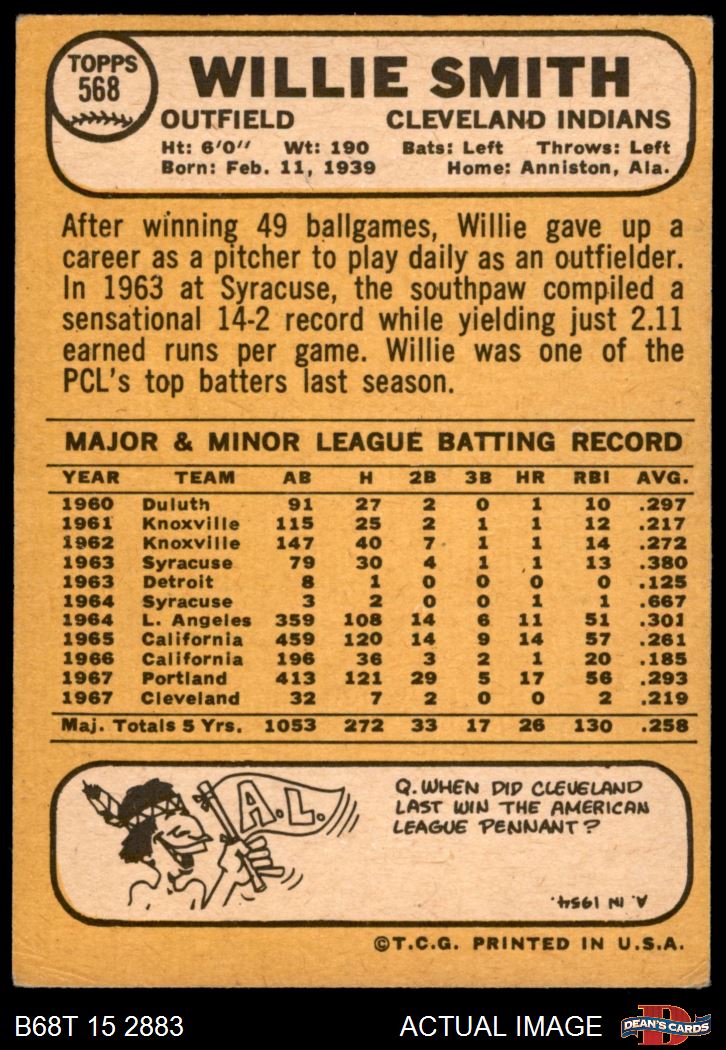 TOPPS
568
WILLIE SMITH
OUTFIELD CLEVELAND INDIANS
Ht: 6'0" Wt: 190 Bats: Left Throws: Left
Born: Feb. 11, 1939 Home: Anniston, Ala.
After winning 49 ballgames, Willie gave up a
career as a pitcher to play daily as an outfielder.
In 1963 at Syracuse, the southpaw compiled a
sensational 14-2 record while yielding just 2.11
earned runs per game. Willie was one of the
PCL's top batters last season.
MAJOR & MINOR LEAGUE BATTING RECORD
YEAR TEAM AB H 2B 3B HR RBI AVG.
1960 Duluth 91 27 2 0 1 10 .297
1961 Knoxville 115 25 2 1 1 12 .217
1962 Knoxville 147 40 7 1 1 14 .272
1963 Syracuse 79 30 4 1 1 13 .380
1963 Detroit 8 1 0 0 0 0 .125
1964 Syracuse 3 2 0 0 1 1 .667
1964 L. Angeles 359 108 14 6 11 51 .301
1965 California 459 120 14 9 14 57 .261
1966 California 196 36 3 2 1 20 .185
1967 Portland 413 121 29 5 17 56 .293
1967 Cleveland 32 7 2 0 0 2 .219
Maj. Totals 5 Yrs. 1053 272 33 17 26 130 .258
A.L.
Q. WHEN DID CLEVELAND
LAST WIN THE AMERICAN
LEAGUE PENNANT?
A. IN 1954.
©T.C.G. PRINTED IN U.S.A.
B68T 15 2883 ACTUAL IMAGE
D
DEAN'S CARDS